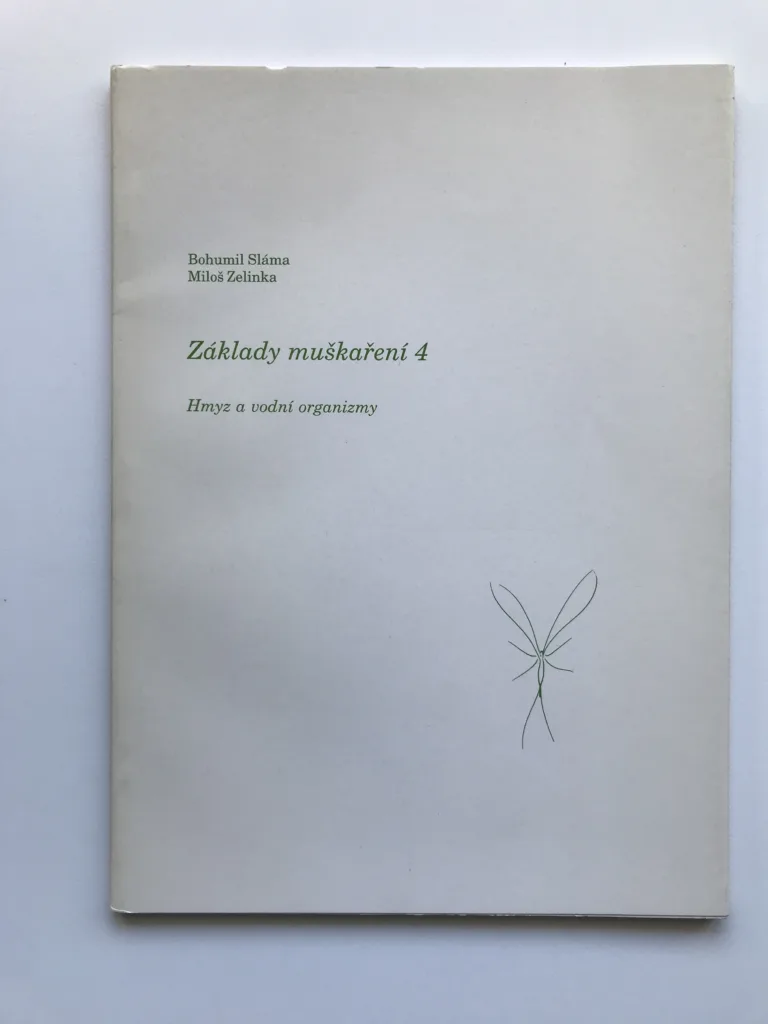 Bohumil Sláma
Miloš Zelinka
Základy muškaření 4
Hmyz a vodní organizmy